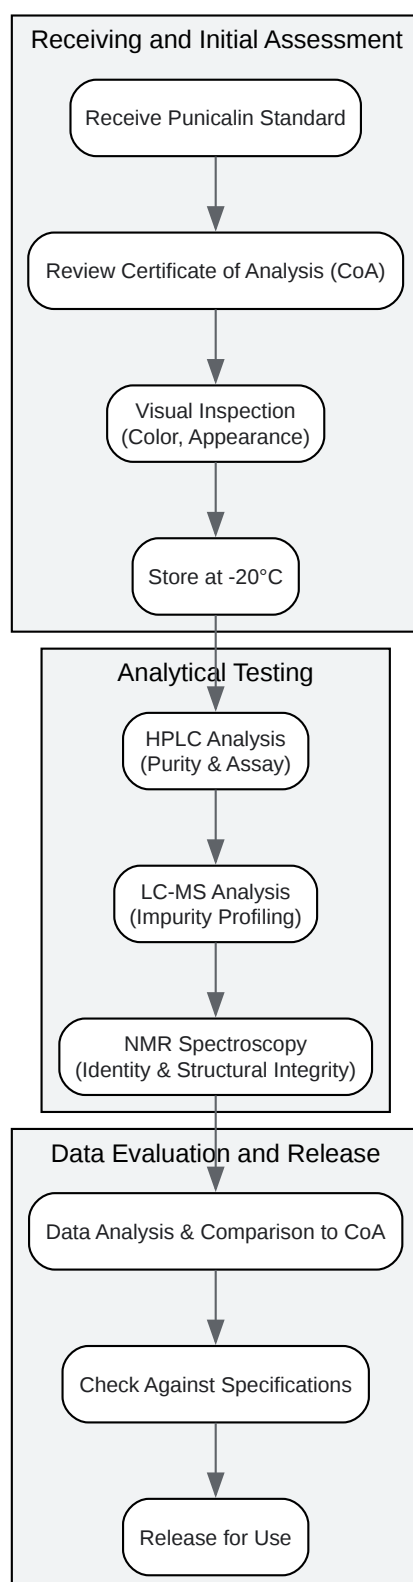 Receiving and Initial Assessment
Receive Punicalin Standard
Review Certificate of Analysis (CoA)
Visual Inspection
(Color, Appearance)
Store at -20°C
Analytical Testing
HPLC Analysis
(Purity & Assay)
LC-MS Analysis
(Impurity Profiling)
NMR Spectroscopy
(Identity & Structural Integrity)
Data Evaluation and Release
Data Analysis & Comparison to CoA
Check Against Specifications
Release for Use